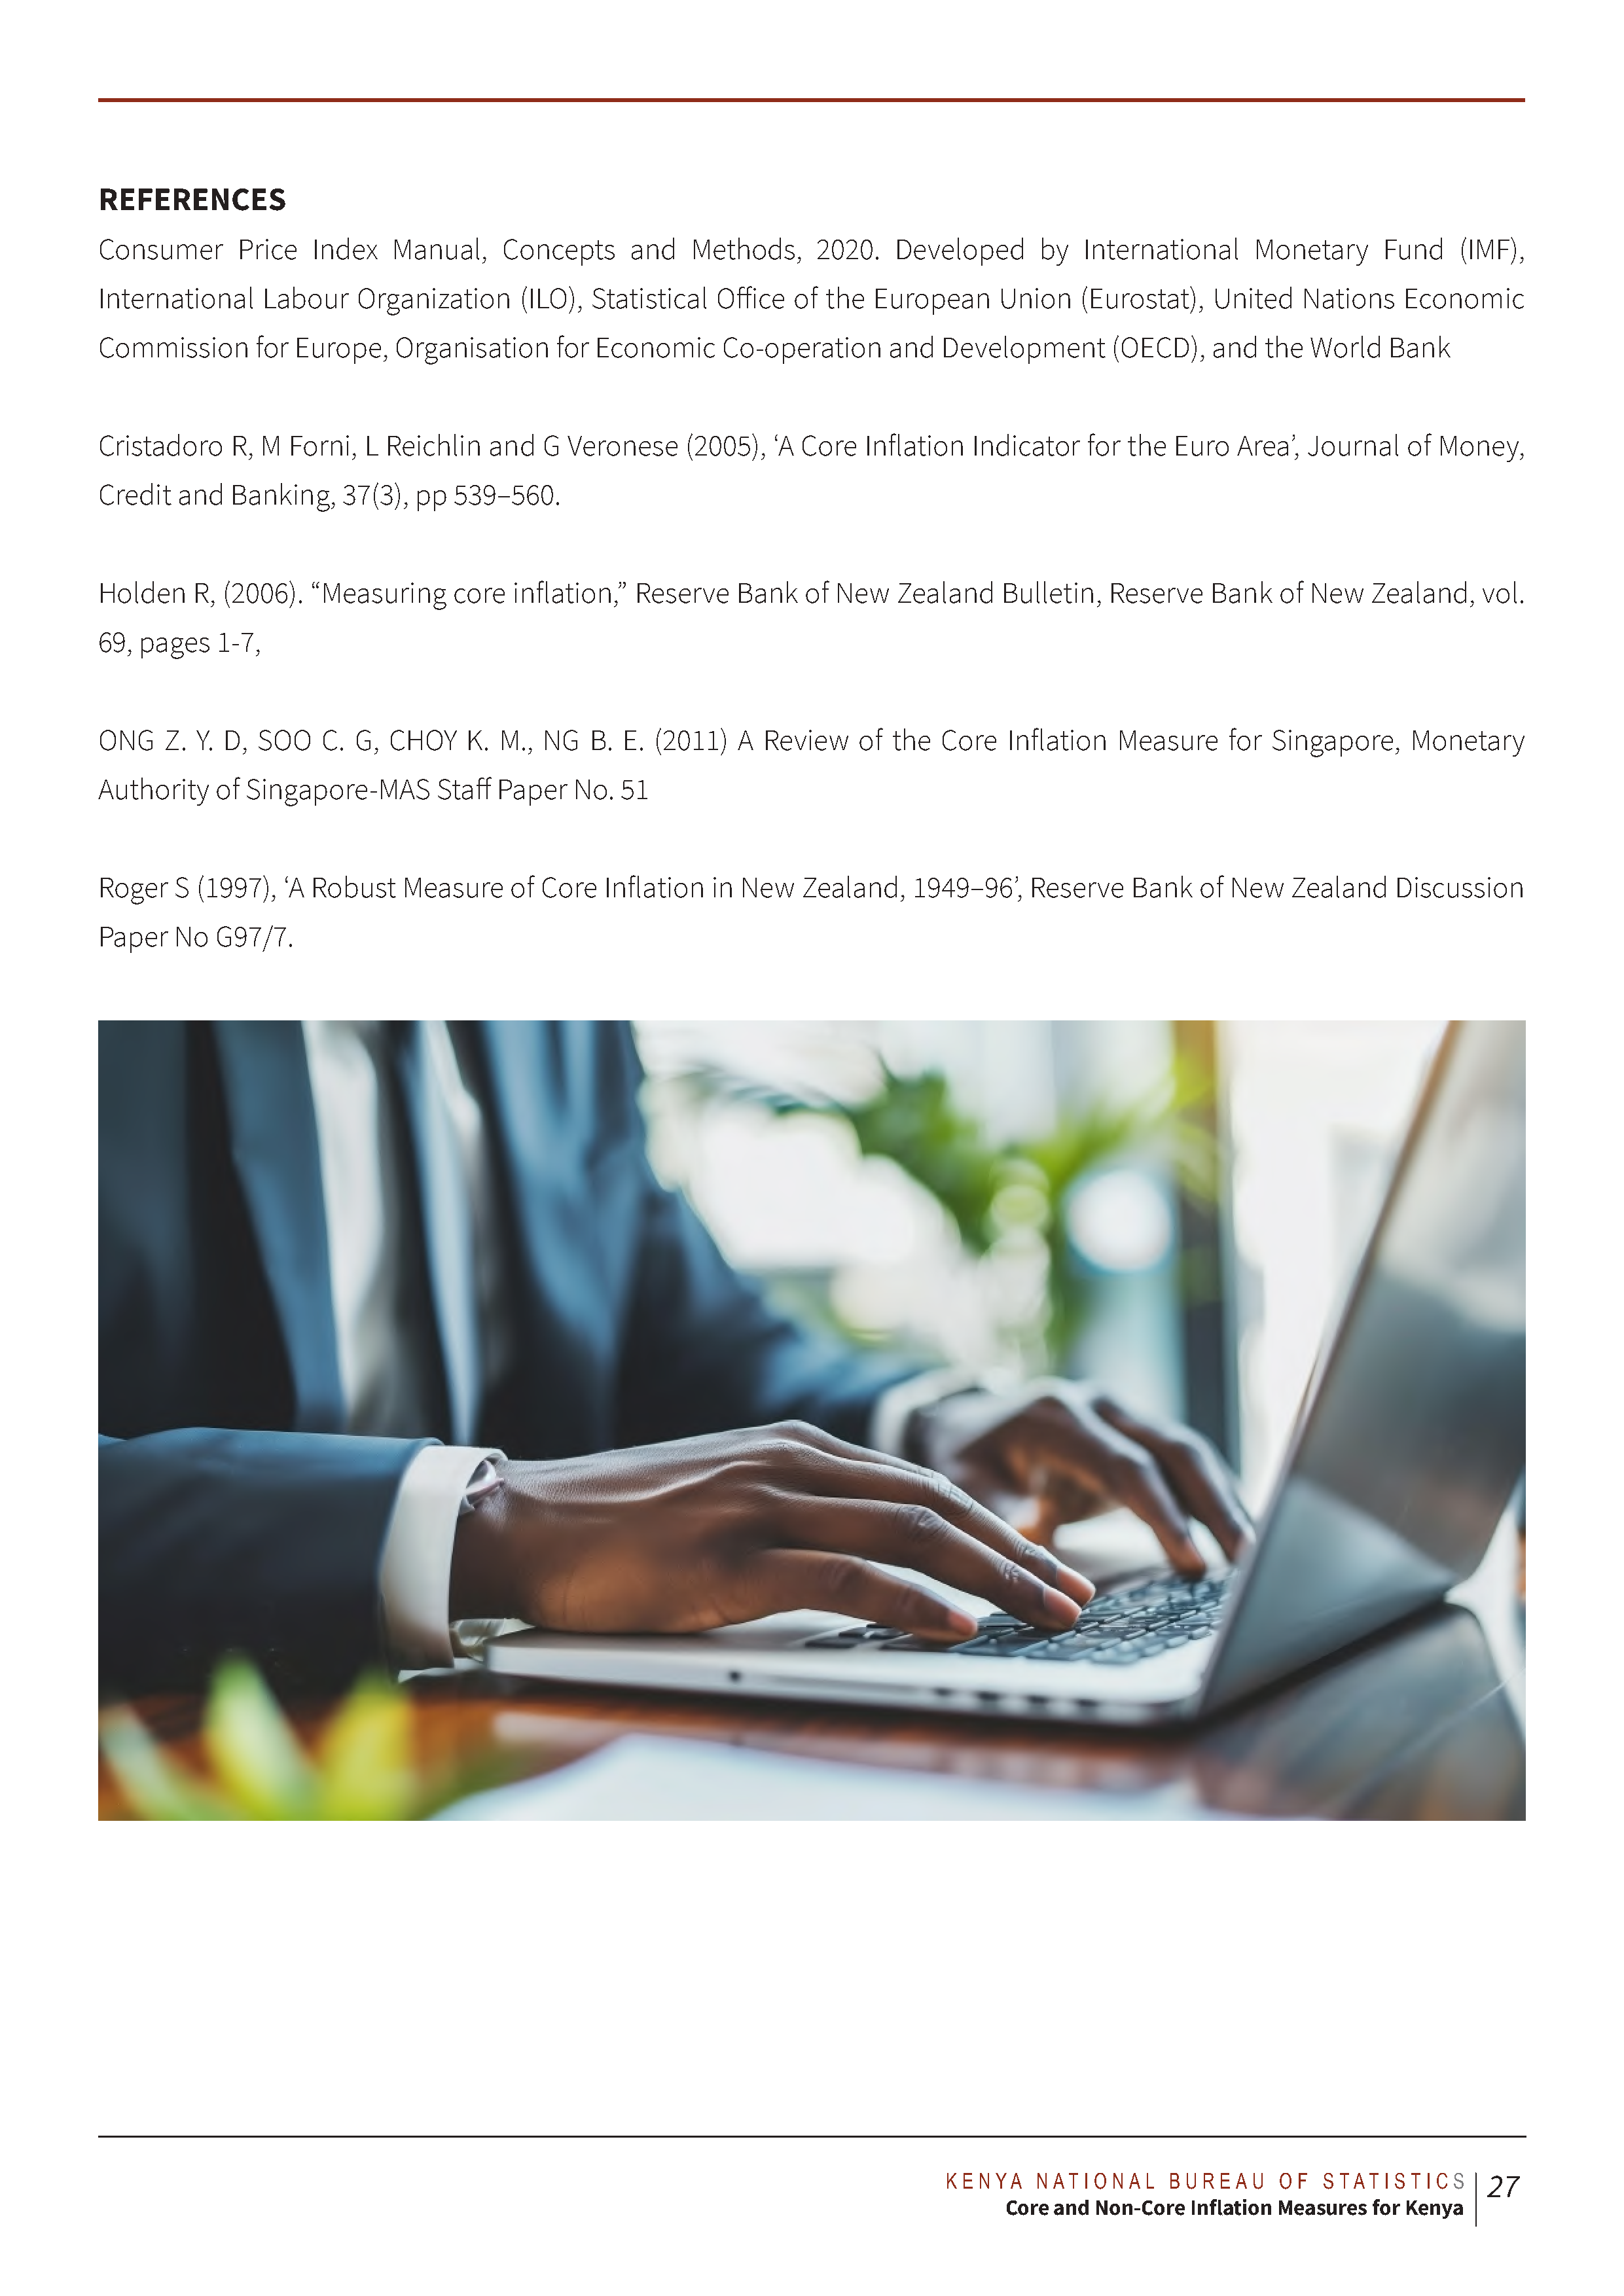 REFERENCES
Consumer Price Index Manual, Concepts and Methods, 2020. Developed by International Monetary Fund (IMF),
International Labour Organization (ILO), Statistical Office of the European Union (Eurostat), United Nations Economic
Commission for Europe, Organisation for Economic Co-operation and Development (OECD), and the World Bank
Cristadoro R, M Forni, L Reichlin and G Veronese (2005), ‘A Core Inflation Indicator for the Euro Area’, Journal of Money,
Credit and Banking, 37(3), pp 539–560.
Holden R, (2006). “Measuring core inflation,” Reserve Bank of New Zealand Bulletin, Reserve Bank of New Zealand, vol.
69, pages 1-7,
ONG Z. Y. D, SOO C. G, CHOY K. M., NG B. E. (2011) A Review of the Core Inflation Measure for Singapore, Monetary
Authority of Singapore-MAS Staff Paper No. 51
Roger S (1997), ‘A Robust Measure of Core Inflation in New Zealand, 1949–96’, Reserve Bank of New Zealand Discussion
Paper No G97/7.
KENYA NATIONAL BUREAU OF STATISTICS
Core and Non-Core Inflation Measures for Kenya
27